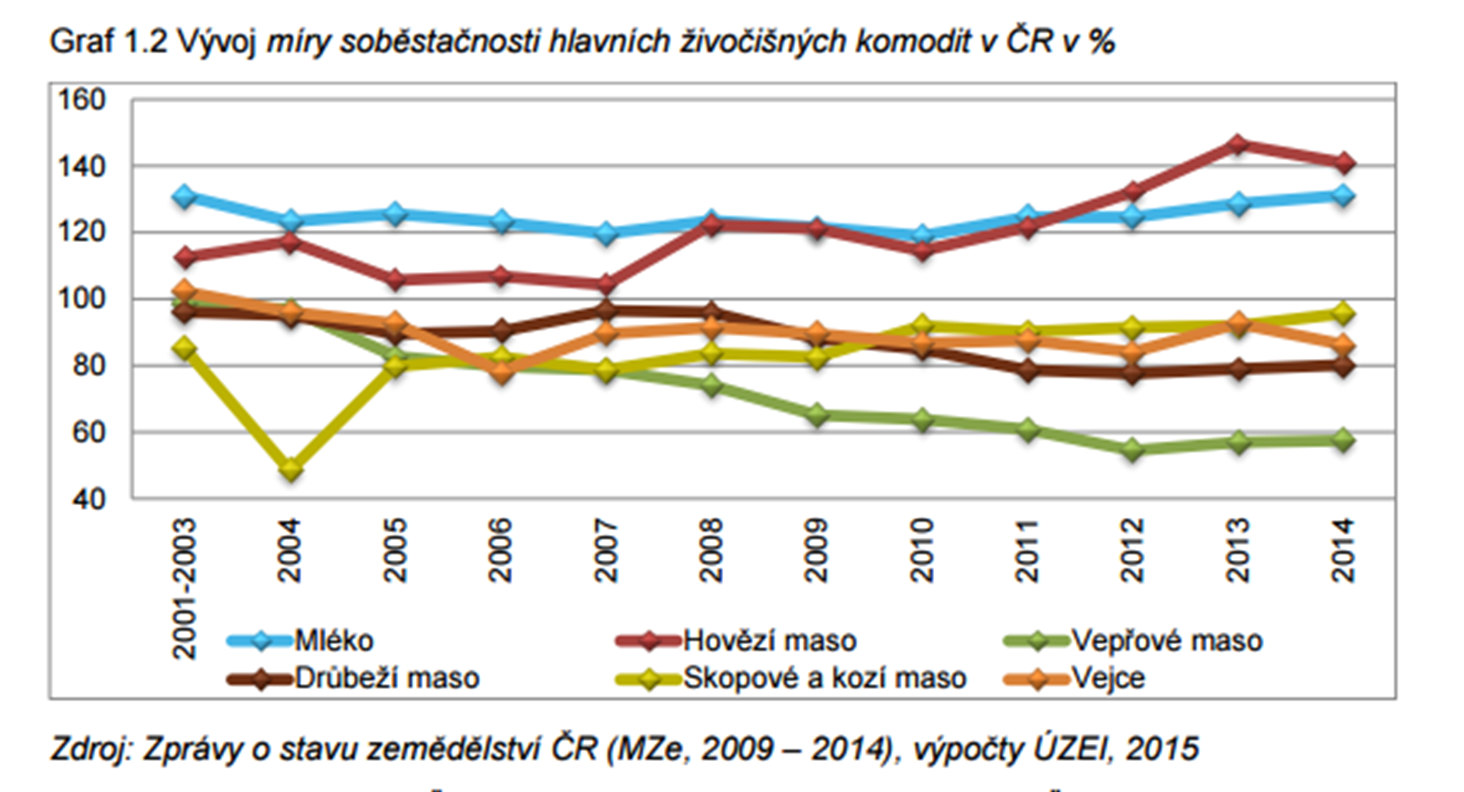 Graf 1.2 Vývoj míry soběstačnosti hlavních živočišných komodit v ČR v %
160
140
120
100
80
60
40
2001-2003 2004 2005 2006 2007 2008 2009 2010 2011 2012 2013 2014
Mléko Hovězí maso Vepřové maso
Drůbeží maso Skopové a kozí maso Vejce
Zdroj: Zprávy o stavu zemědělství ČR (MZe, 2009 – 2014), výpočty ÚZEI, 2015